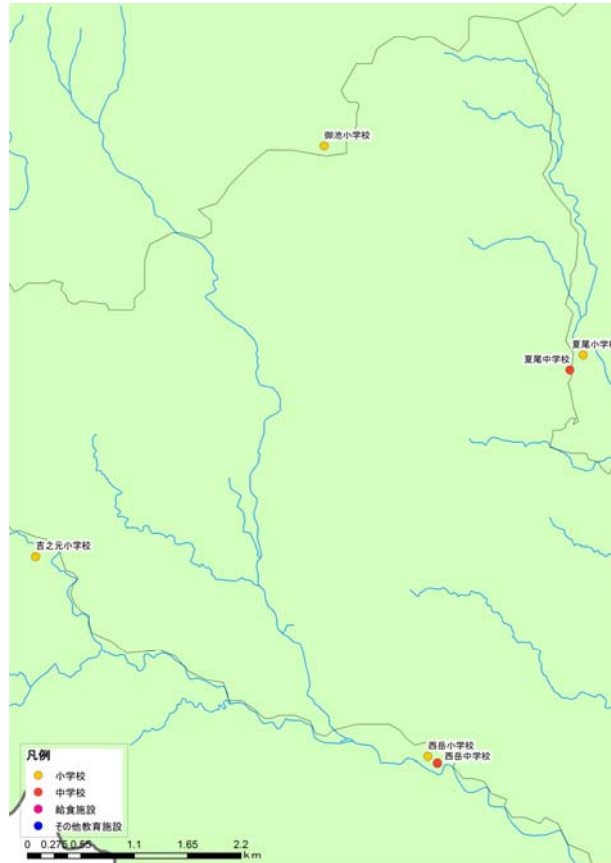 御池小学校
夏尾小学校
夏尾中学校
吉之元小学校
西岳小学校
西岳中学校
凡例
小学校
中学校
給食施設
その他教育施設
0 0.275 0.55 1.1 1.65 2.2
km